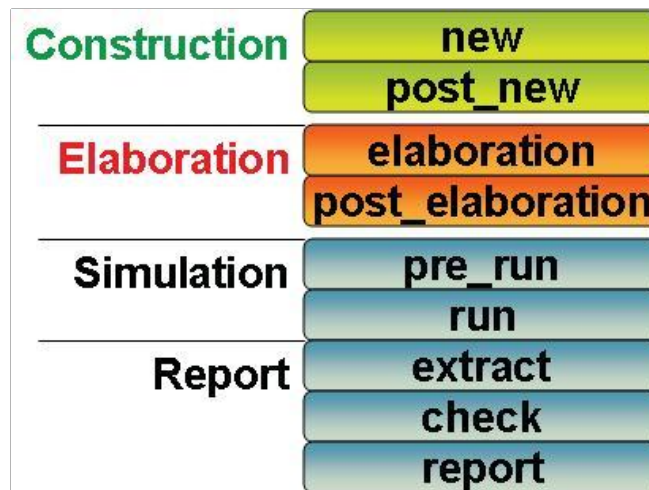 Construction
new
post_new
Elaboration
elaboration
post_elaboration
Simulation
pre_run
run
Report
extract
check
report